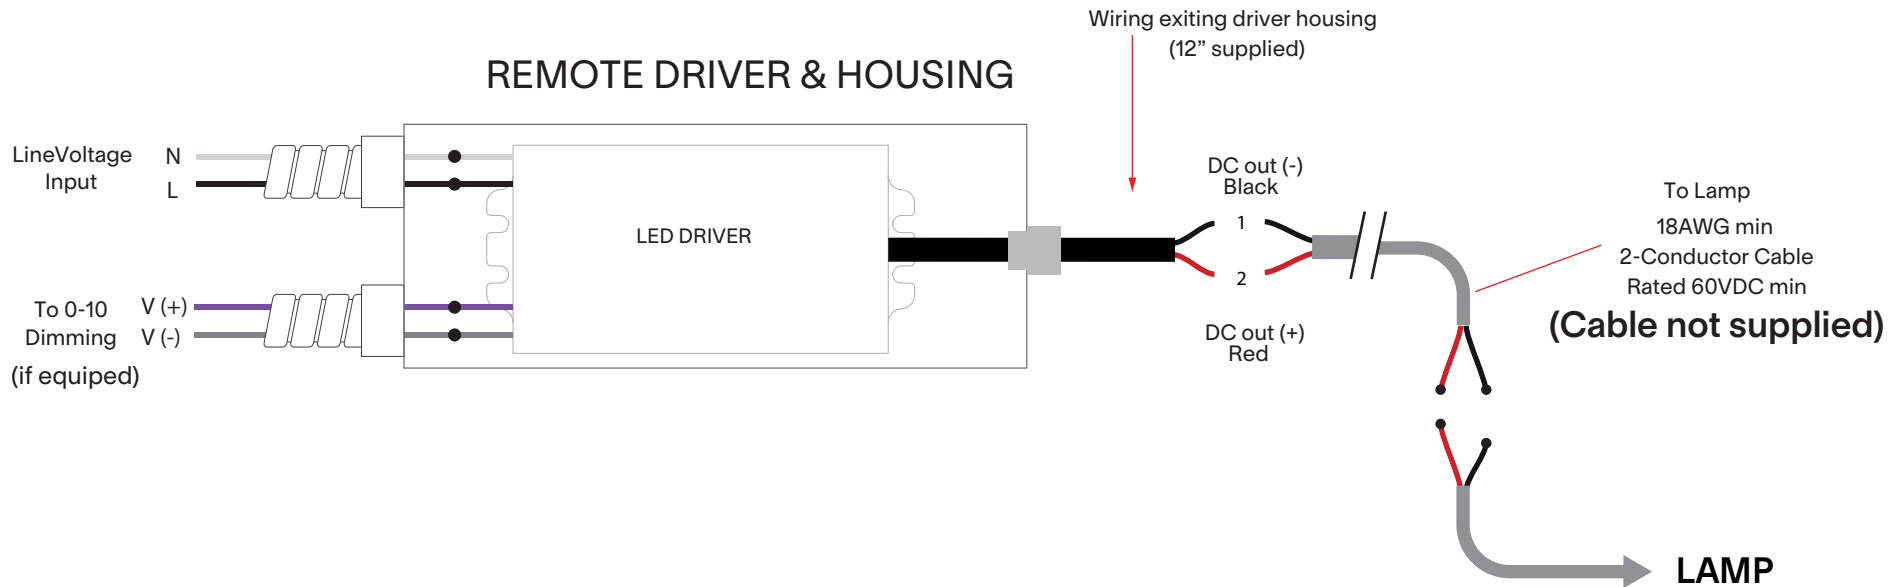 Wiring exiting driver housing
(12” supplied)
REMOTE DRIVER & HOUSING
LineVoltage
Input
N
L
LED DRIVER
To 0-10
Dimming
(if equiped)
V (+)
V (-)
DC out (-)
Black
1
2
DC out (+)
Red
To Lamp
18AWG min
2-Conductor Cable
Rated 60VDC min
(Cable not supplied)
LAMP